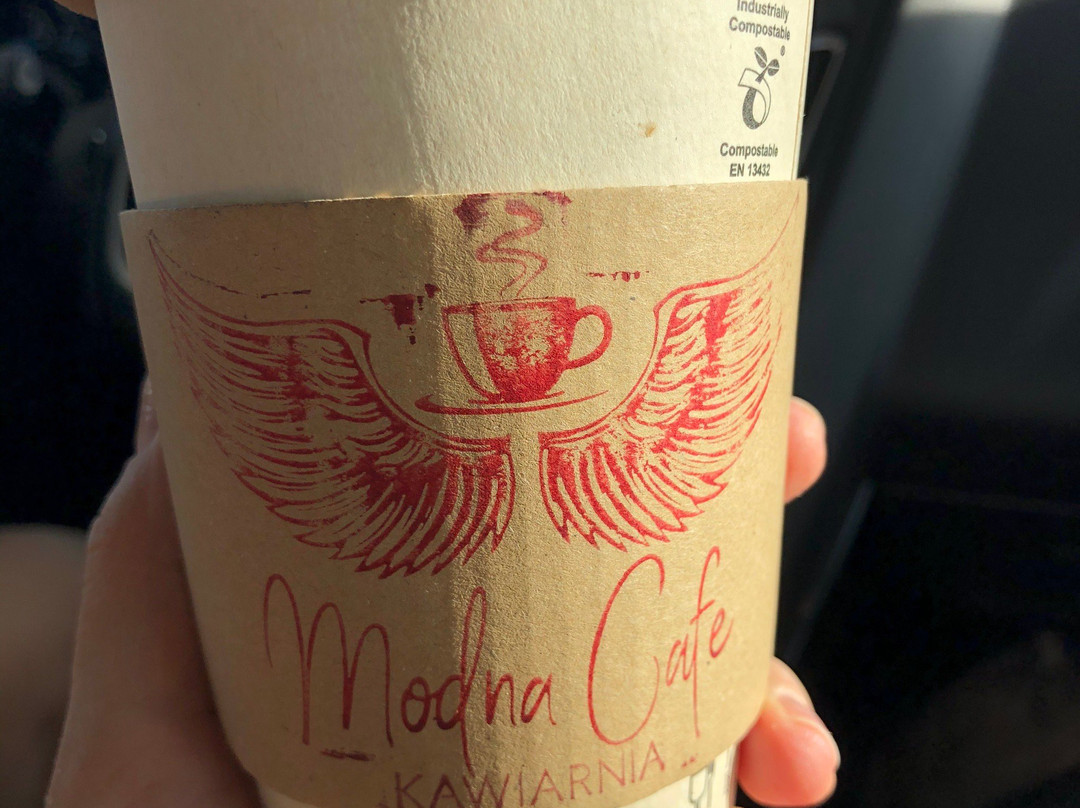 Industrially
Compostable
®
Compostable
EN 13432
Modna Cafe
KAWIARNIA